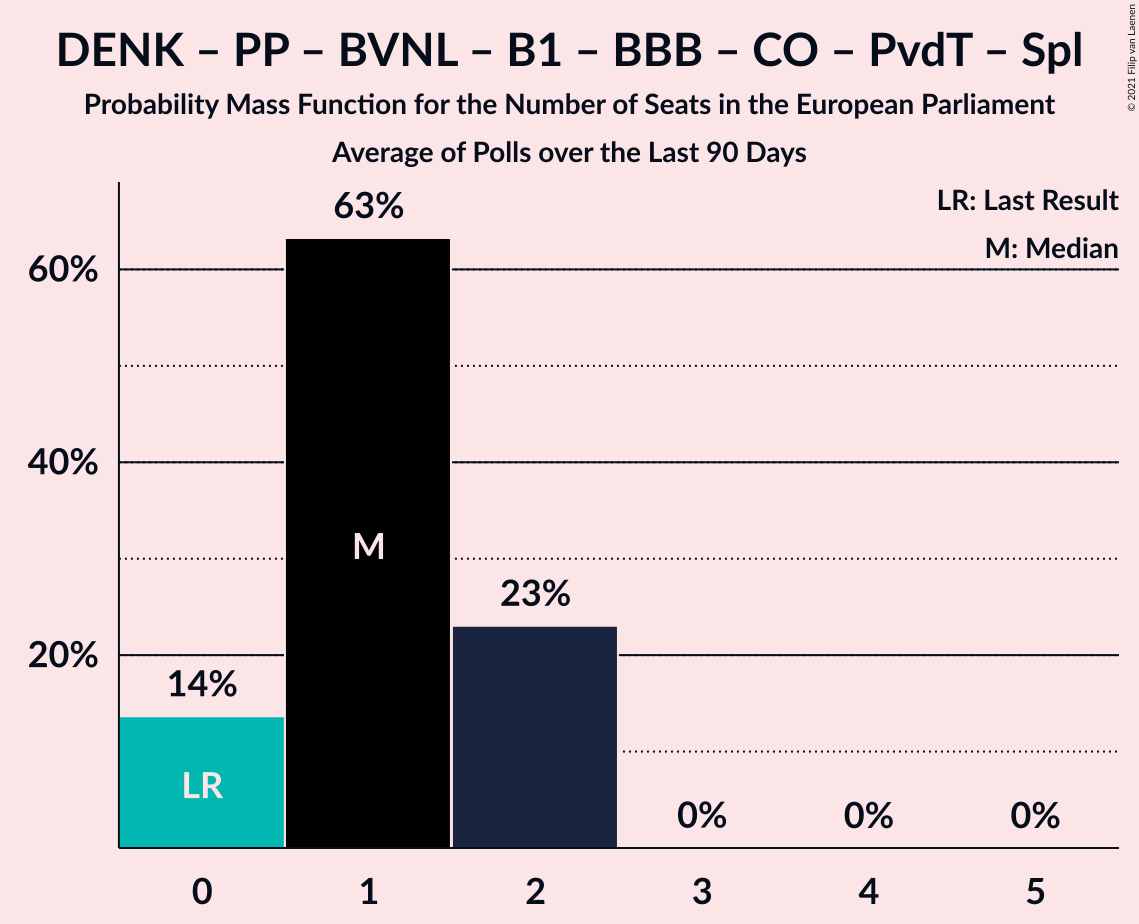 DENK – PP – BVNL – B1 – BBB – CO – PvdT – Spl
Probability Mass Function for the Number of Seats in the European Parliament
Average of Polls over the Last 90 Days
© 2021 Filip van Laenen
LR: Last Result
M: Median
63%
60%
40%
M
23%
20%
14%
LR
0% 0% 0%
0 1 2 3 4 5